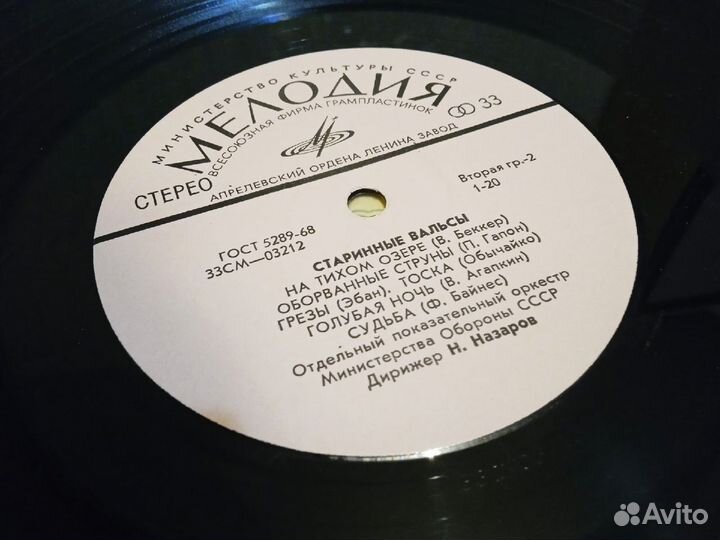 МИНИСТЕРСТВО КУЛЬТУРЫ СССР
МЕЛОДИЯ
ВСЕСОЮЗНАЯ ФИРМА ГРАМПЛАСТИНОК
33
АПРЕЛЕВСКИЙ ОРДЕНА ЛЕНИНА ЗАВОД
СТЕРЕО
Вторая гр.-2
1-20
ГОСТ 5289-68
33СМ—03212
СТАРИННЫЕ ВАЛЬСЫ
НА ТИХОМ ОЗЕРЕ (В. Беккер)
ОБОРВАННЫЕ СТРУНЫ (П. Гапон)
ГРЕЗЫ (Эбан), ТОСКА (Обычайко)
ГОЛУБАЯ НОЧЬ (В. Агапкин)
СУДЬБА (Ф. Байнес)
Отдельный показательный оркестр
Министерства Обороны СССР
Дирижер Н. Назаров
Avito